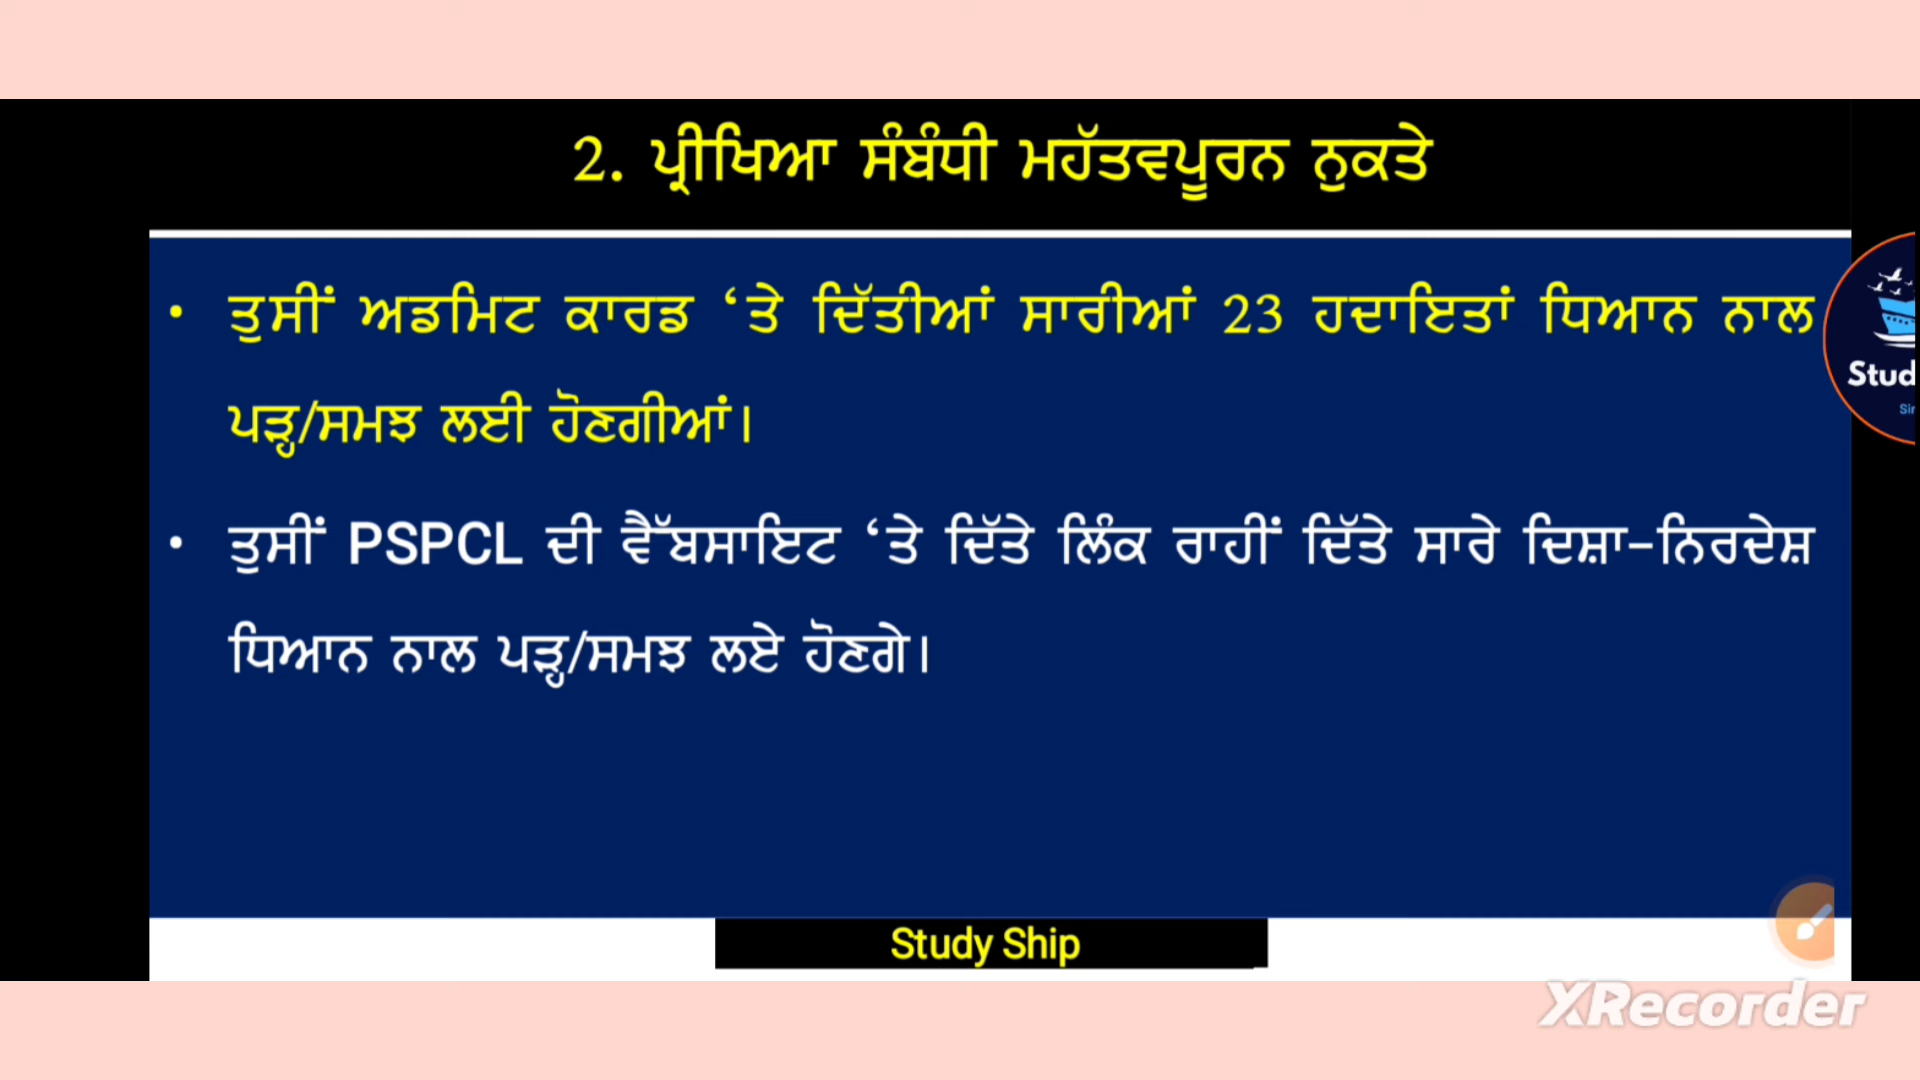 2. ਪ੍ਰੀਖਿਆ ਸੰਬੰਧੀ ਮਹੱਤਵਪੂਰਨ ਨੁਕਤੇ
• ਤੁਸੀਂ ਅਡਮਿਟ ਕਾਰਡ ‘ਤੇ ਦਿੱਤੀਆਂ ਸਾਰੀਆਂ 23 ਹਦਾਇਤਾਂ ਧਿਆਨ ਨਾਲ
ਪੜ੍ਹ/ਸਮਝ ਲਈ ਹੋਣਗੀਆਂ।
• ਤੁਸੀਂ PSPCL ਦੀ ਵੈੱਬਸਾਇਟ ‘ਤੇ ਦਿੱਤੇ ਲਿੰਕ ਰਾਹੀਂ ਦਿੱਤੇ ਸਾਰੇ ਦਿਸ਼ਾ-ਨਿਰਦੇਸ਼
ਧਿਆਨ ਨਾਲ ਪੜ੍ਹ/ਸਮਝ ਲਏ ਹੋਣਗੇ।
Stud
Sin
Study Ship
XRecorder